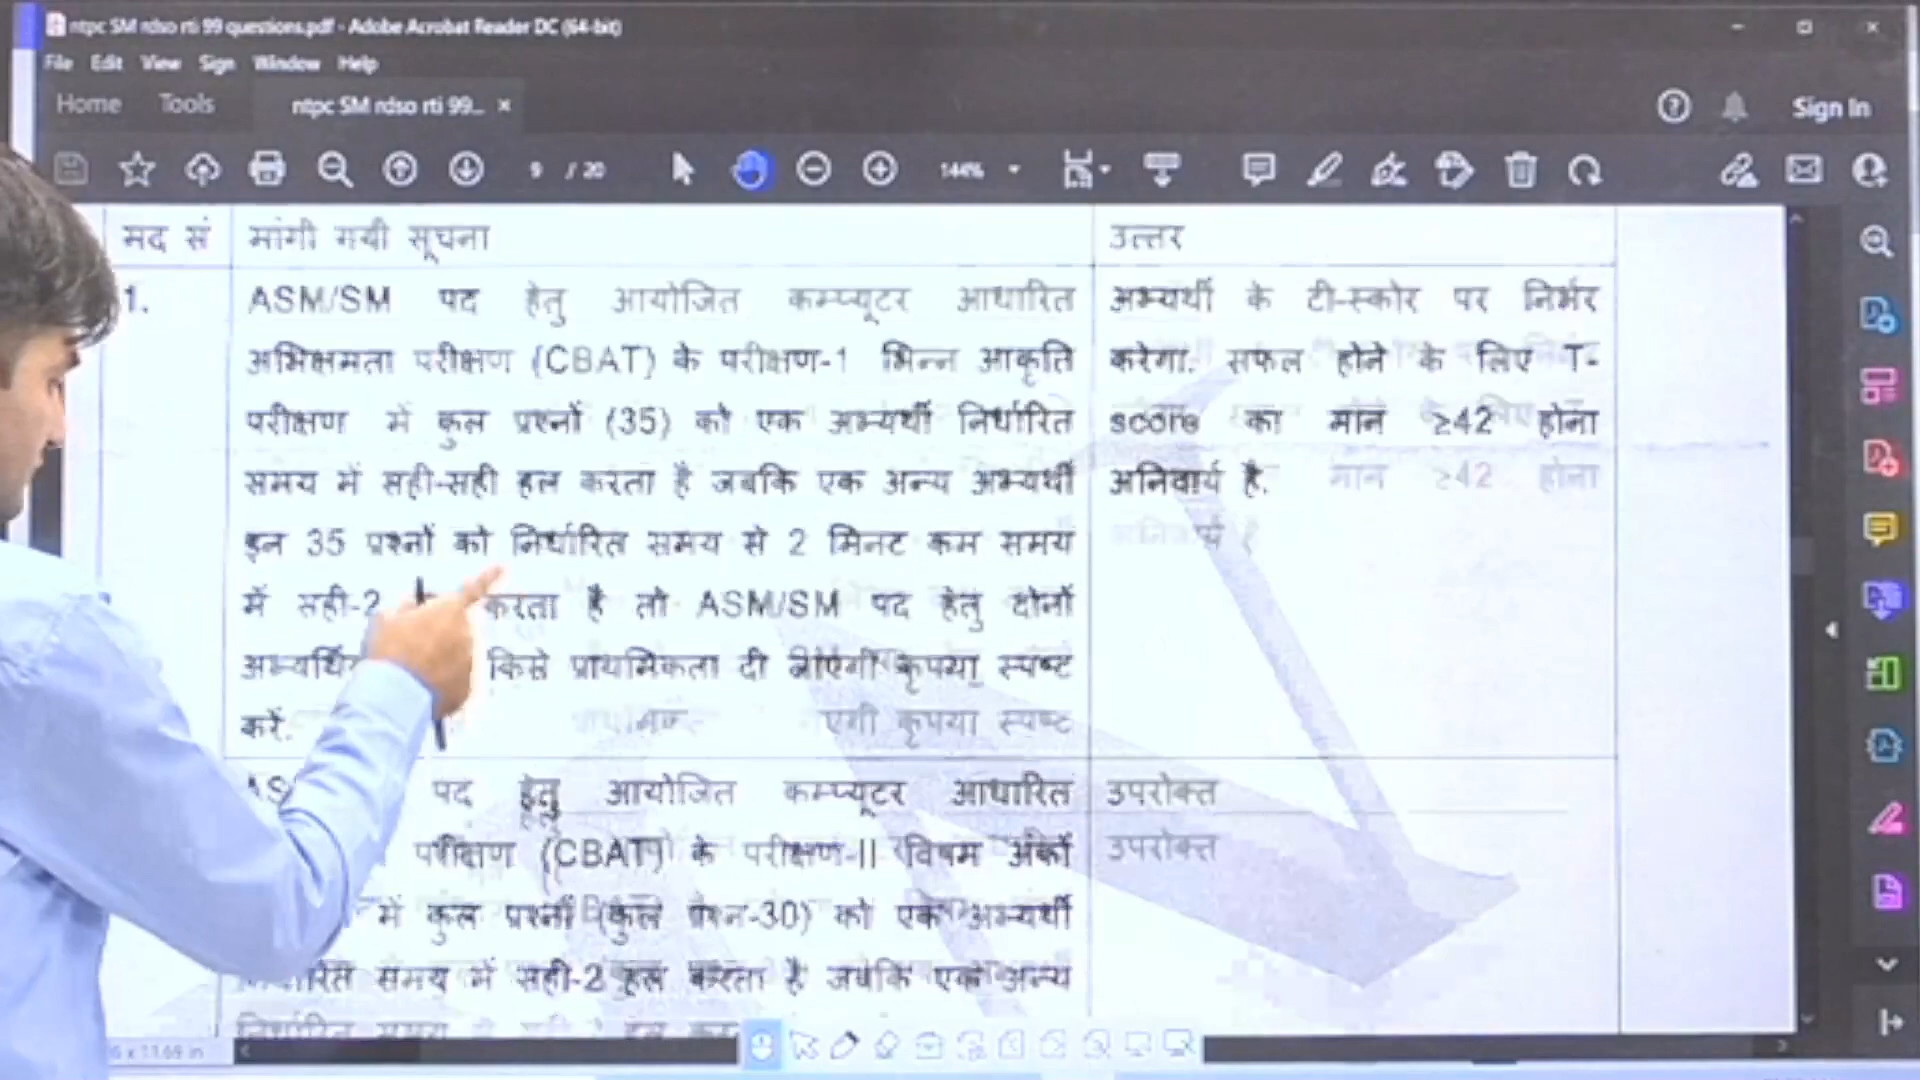 ntpc SM rdso rti 99 questions.pdf - Adobe Acrobat Reader DC (64-bit)
File Edit View Sign Window Help
Home Tools ntpc SM rdso rti 99... × Sign In
9 / 20 144%
मद सं मांगी गयी सूचना उत्तर
1. ASM/SM पद हेतु आयोजित कम्प्यूटर आधारित
अभिक्षमता परीक्षण (CBAT) के परीक्षण-1 भिन्न आकृति
परीक्षण में कुल प्रश्नों (35) को एक अभ्यर्थी निर्धारित
समय में सही-सही हल करता है जबकि एक अन्य अभ्यर्थी
इन 35 प्रश्नों को निर्धारित समय से 2 मिनट कम समय
में सही-2 करता है तो ASM/SM पद हेतु दोनों
किसे प्राथमिकता दी जाएगी कृपया स्पष्ट
करें.
अभ्यर्थी के टी-स्कोर पर निर्भर
करेगा. सफल होने के लिए T-
score का मान ≥42 होना
अनिवार्य है.
पद हेतु आयोजित कम्प्यूटर आधारित
परीक्षण (CBAT) के परीक्षण-II विषम अंकों
में कुल प्रश्नों (कुल प्रश्न-30) को एक अभ्यर्थी
समय में सही-2 हल करता है जबकि एक अन्य
उपरोक्त